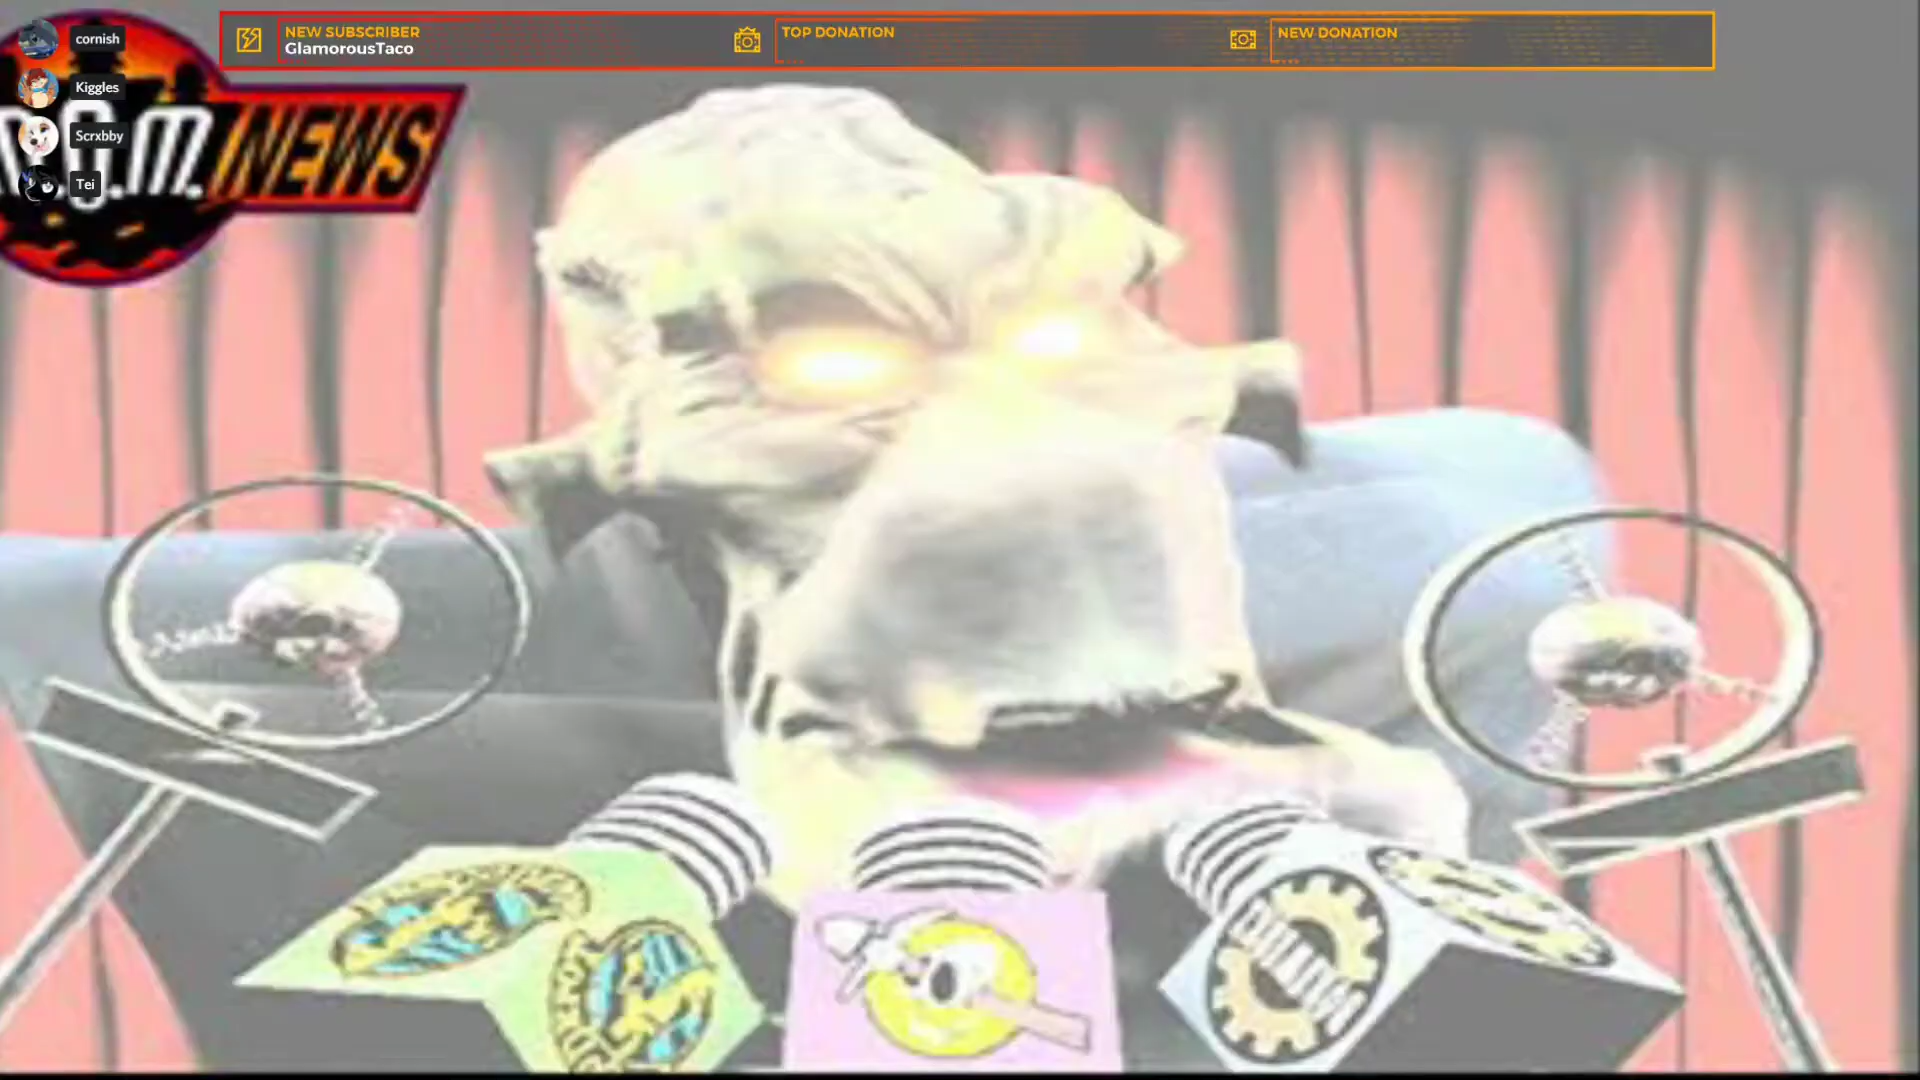 NEW SUBSCRIBER
GlamorousTaco
TOP DONATION
NEW DONATION
cornish
Kiggles
Scrxbby
Tei
NEWS